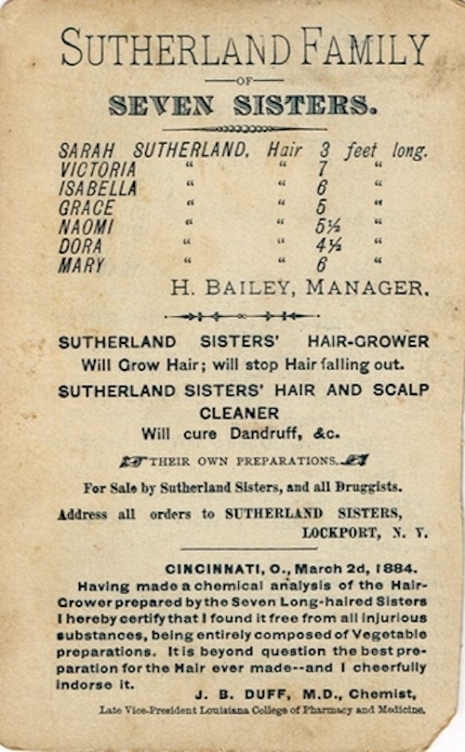 SUTHERLAND FAMILY
OF
SEVEN SISTERS.
SARAH SUTHERLAND, Hair 3 feet long.
VICTORIA “ “ 7 “
ISABELLA “ “ 6 “
GRACE “ “ 5 “
NAOMI “ “ 5½ “
DORA “ “ 4½ “
MARY “ “ 6 “
H. BAILEY, MANAGER.
SUTHERLAND SISTERS’ HAIR-GROWER
Will Grow Hair; will stop Hair falling out.
SUTHERLAND SISTERS’ HAIR AND SCALP
CLEANER
Will cure Dandruff, &c.
THEIR OWN PREPARATIONS.
For Sale by Sutherland Sisters, and all Druggists.
Address all orders to SUTHERLAND SISTERS,
LOCKPORT, N. Y.
CINCINNATI, O., March 2d, 1884.
Having made a chemical analysis of the Hair-
Grower prepared by the Seven Long-haired Sisters
I hereby certify that I found it free from all injurious
substances, being entirely composed of Vegetable
preparations. It is beyond question the best pre-
paration for the Hair ever made--and I cheerfully
indorse it.
J. B. DUFF, M.D., Chemist,
Late Vice-President Louisiana College of Pharmacy and Medicine.